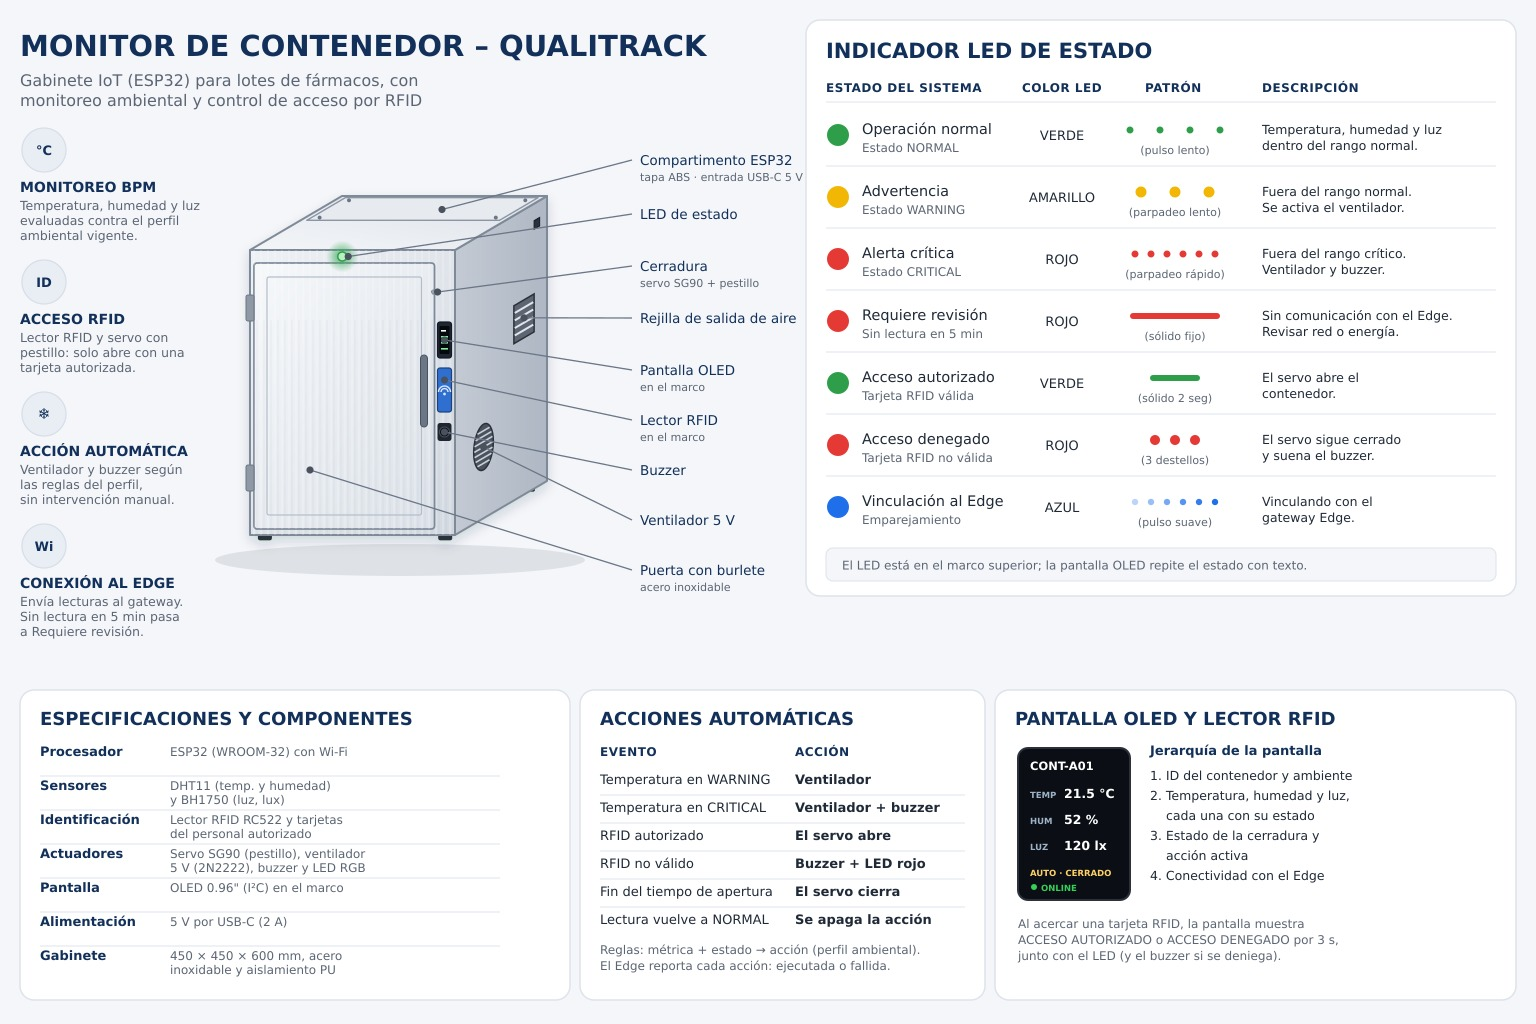 MONITOR DE CONTENEDOR – QUALITRACK
Gabinete IoT (ESP32) para lotes de fármacos, con
monitoreo ambiental y control de acceso por RFID
°C
MONITOREO BPM
Temperatura, humedad y luz
evaluadas contra el perfil
ambiental vigente.
ID
ACCESO RFID
Lector RFID y servo con
pestillo: solo abre con una
tarjeta autorizada.
❄
ACCIÓN AUTOMÁTICA
Ventilador y buzzer según
las reglas del perfil,
sin intervención manual.
Wi
CONEXIÓN AL EDGE
Envía lecturas al gateway.
Sin lectura en 5 min pasa
a Requiere revisión.
Compartimento ESP32
tapa ABS · entrada USB-C 5 V
LED de estado
Cerradura
servo SG90 + pestillo
Rejilla de salida de aire
Pantalla OLED
en el marco
Lector RFID
en el marco
Buzzer
Ventilador 5 V
Puerta con burlete
acero inoxidable
INDICADOR LED DE ESTADO
ESTADO DEL SISTEMA COLOR LED PATRÓN DESCRIPCIÓN
Operación normal
Estado NORMAL
VERDE
(pulso lento)
Temperatura, humedad y luz
dentro del rango normal.
Advertencia
Estado WARNING
AMARILLO
(parpadeo lento)
Fuera del rango normal.
Se activa el ventilador.
Alerta crítica
Estado CRITICAL
ROJO
(parpadeo rápido)
Fuera del rango crítico.
Ventilador y buzzer.
Requiere revisión
Sin lectura en 5 min
ROJO
(sólido fijo)
Sin comunicación con el Edge.
Revisar red o energía.
Acceso autorizado
Tarjeta RFID válida
VERDE
(sólido 2 seg)
El servo abre el
contenedor.
Acceso denegado
Tarjeta RFID no válida
ROJO
(3 destellos)
El servo sigue cerrado
y suena el buzzer.
Vinculación al Edge
Emparejamiento
AZUL
(pulso suave)
Vinculando con el
gateway Edge.
El LED está en el marco superior; la pantalla OLED repite el estado con texto.
ESPECIFICACIONES Y COMPONENTES
Procesador ESP32 (WROOM-32) con Wi-Fi
Sensores DHT11 (temp. y humedad)
y BH1750 (luz, lux)
Identificación Lector RFID RC522 y tarjetas
del personal autorizado
Actuadores Servo SG90 (pestillo), ventilador
5 V (2N2222), buzzer y LED RGB
Pantalla OLED 0.96" (I²C) en el marco
Alimentación 5 V por USB-C (2 A)
Gabinete 450 × 450 × 600 mm, acero
inoxidable y aislamiento PU
ACCIONES AUTOMÁTICAS
EVENTO ACCIÓN
Temperatura en WARNING Ventilador
Temperatura en CRITICAL Ventilador + buzzer
RFID autorizado El servo abre
RFID no válido Buzzer + LED rojo
Fin del tiempo de apertura El servo cierra
Lectura vuelve a NORMAL Se apaga la acción
Reglas: métrica + estado → acción (perfil ambiental).
El Edge reporta cada acción: ejecutada o fallida.
PANTALLA OLED Y LECTOR RFID
CONT-A01
TEMP 21.5 °C
HUM 52 %
LUZ 120 lx
AUTO · CERRADO
ONLINE
Jerarquía de la pantalla
1. ID del contenedor y ambiente
2. Temperatura, humedad y luz,
cada una con su estado
3. Estado de la cerradura y
acción activa
4. Conectividad con el Edge
Al acercar una tarjeta RFID, la pantalla muestra
ACCESO AUTORIZADO o ACCESO DENEGADO por 3 s,
junto con el LED (y el buzzer si se deniega).